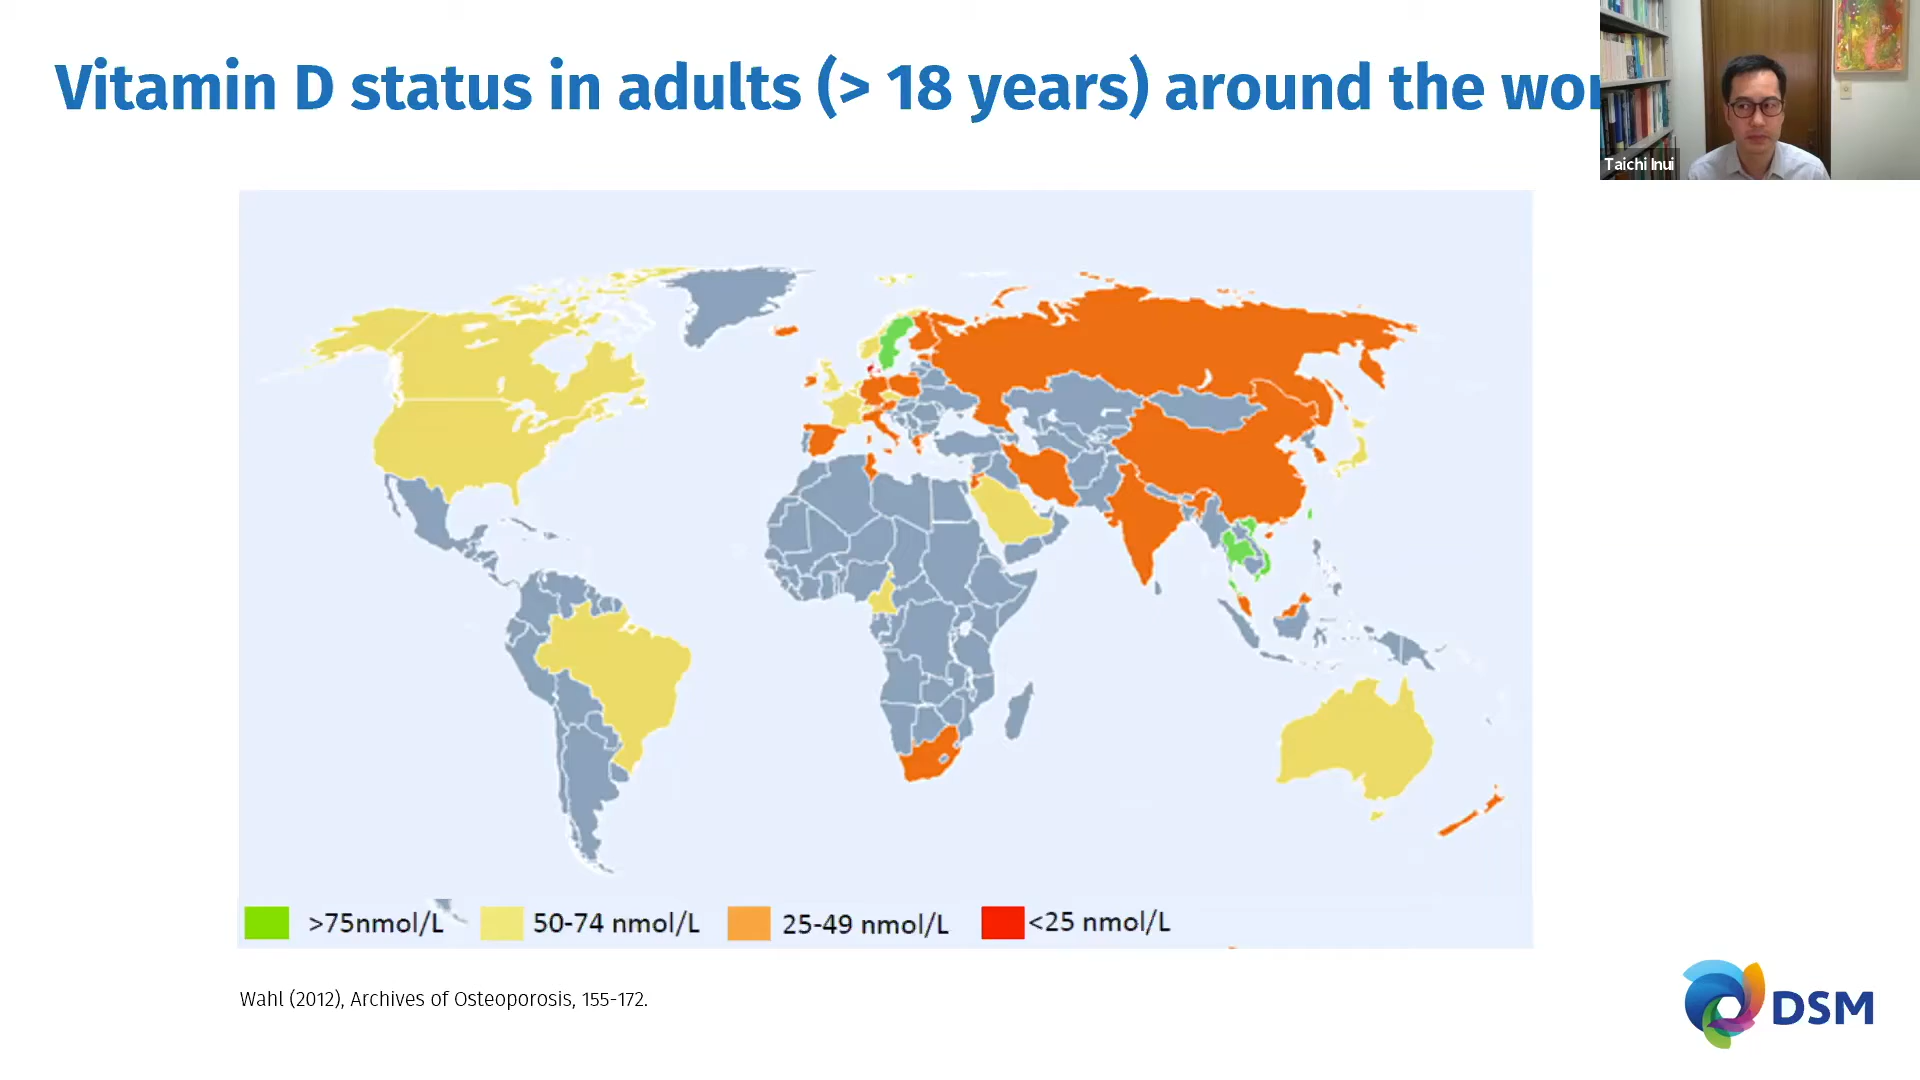 Vitamin D status in adults (> 18 years) around the wor
Taichi Inui
>75nmol/L 50-74 nmol/L 25-49 nmol/L <25 nmol/L
Wahl (2012), Archives of Osteoporosis, 155-172.
DSM